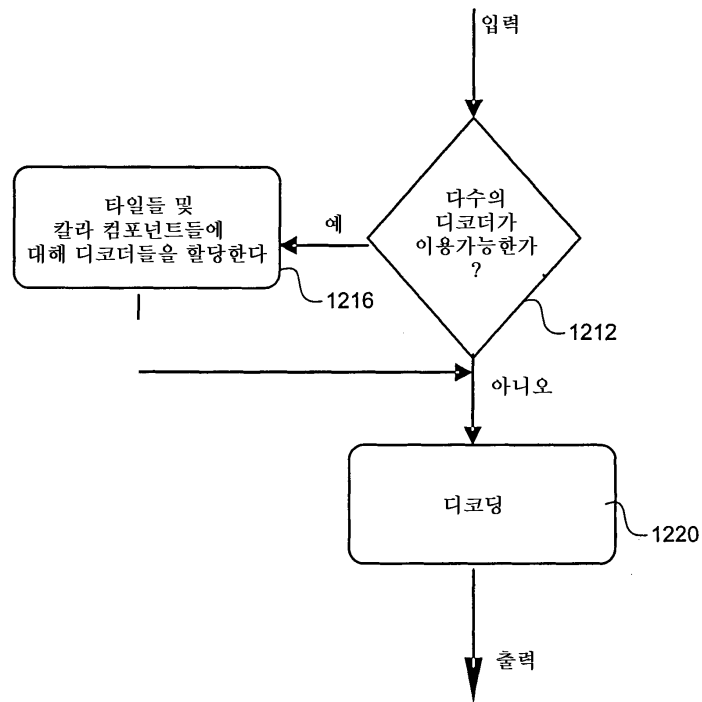 입력
다수의
디코더가
이용가능한가
?
예
타일들 및
칼라 컴포넌트들에
대해 디코더들을 할당한다
1216
1212
아니오
디코딩
1220
출력